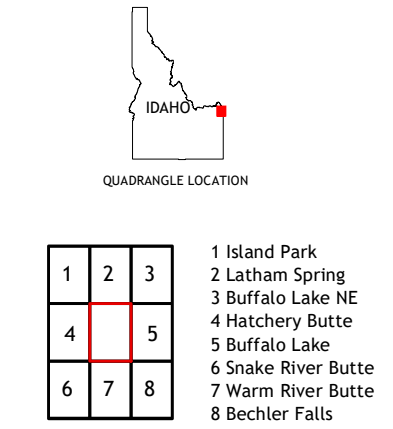 IDAHO
QUADRANGLE LOCATION
1 2 3
4 5
6 7 8
1 Island Park
2 Latham Spring
3 Buffalo Lake NE
4 Hatchery Butte
5 Buffalo Lake
6 Snake River Butte
7 Warm River Butte
8 Bechler Falls